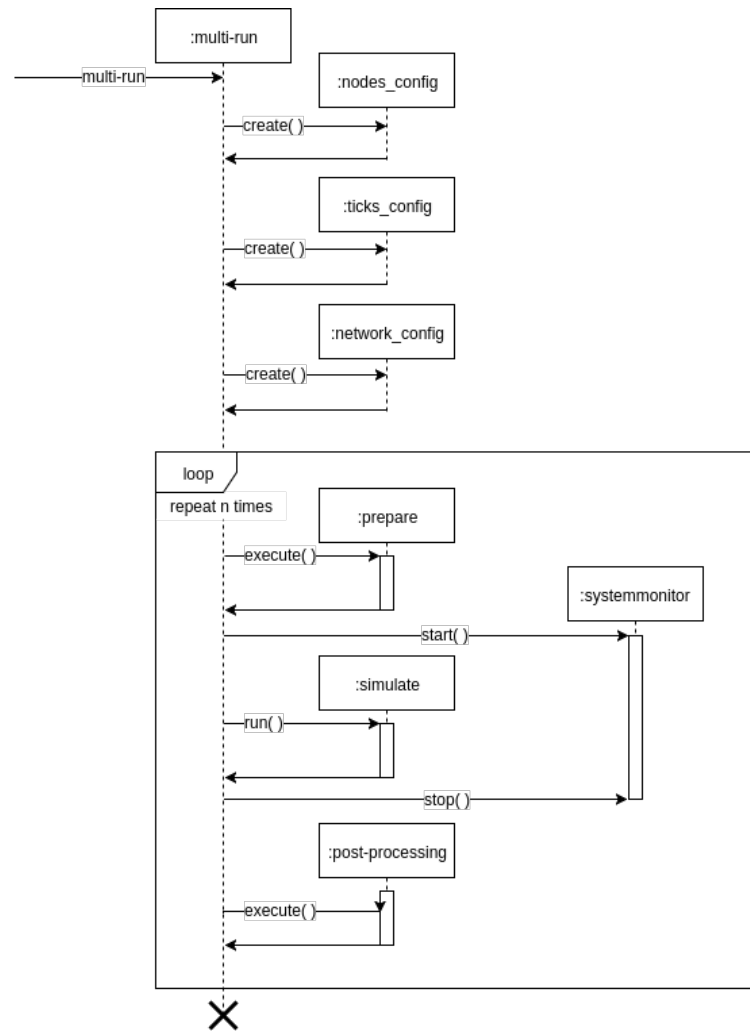 :multi-run
multi-run
:nodes_config
create( )
:ticks_config
create( )
:network_config
create( )
loop
repeat n times
:prepare
execute( )
:systemmonitor
start( )
:simulate
run( )
stop( )
:post-processing
execute( )